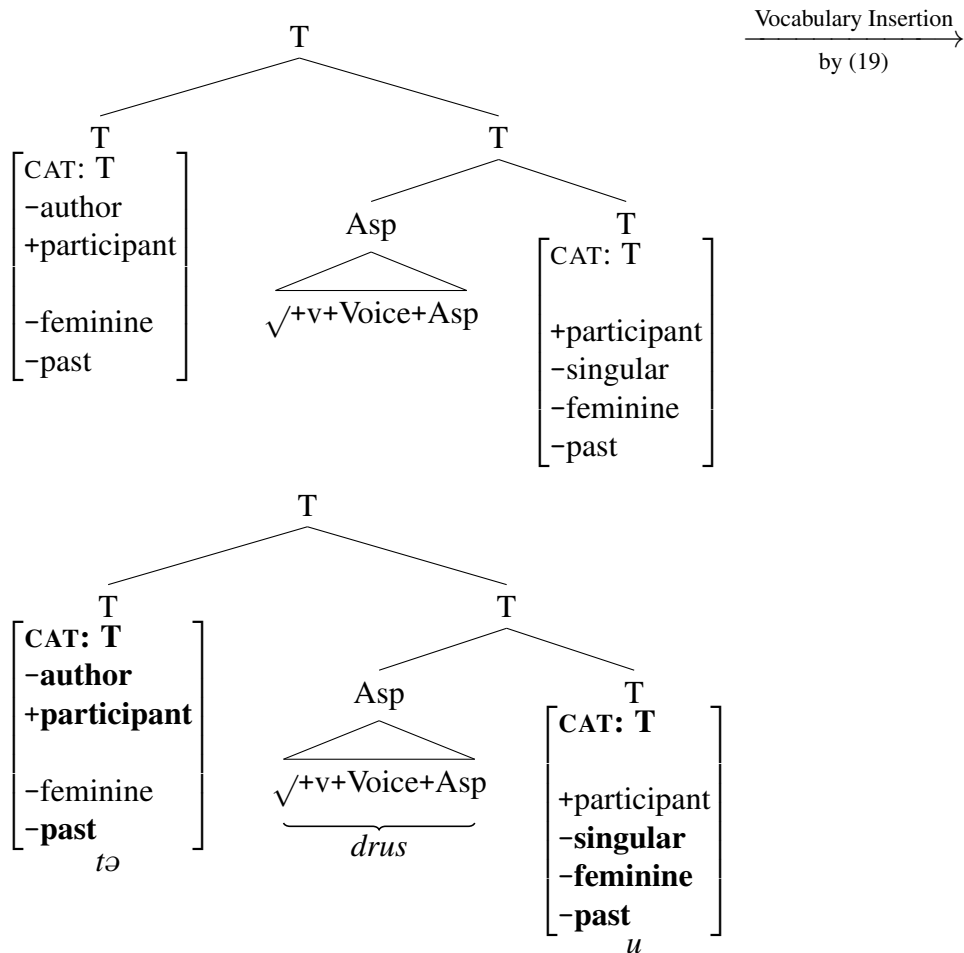 T
Vocabulary Insertion
by (19)
T
T
CAT: T
−author
+participant
−feminine
−past
Asp
√+v+Voice+Asp
T
CAT: T
+participant
−singular
−feminine
−past
T
T
T
CAT: T
−author
+participant
−feminine
−past
tə
Asp
√+v+Voice+Asp
drus
T
CAT: T
+participant
−singular
−feminine
−past
u